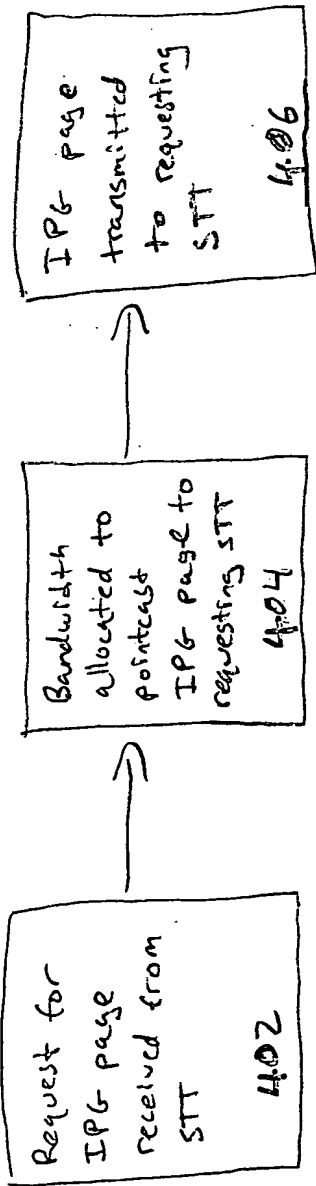 Request for
IPG page
received from
STT
402
Bandwidth
allocated to
pointcast
IPG page to
requesting STT
404
IPG page
transmitted
to requesting
STT
406